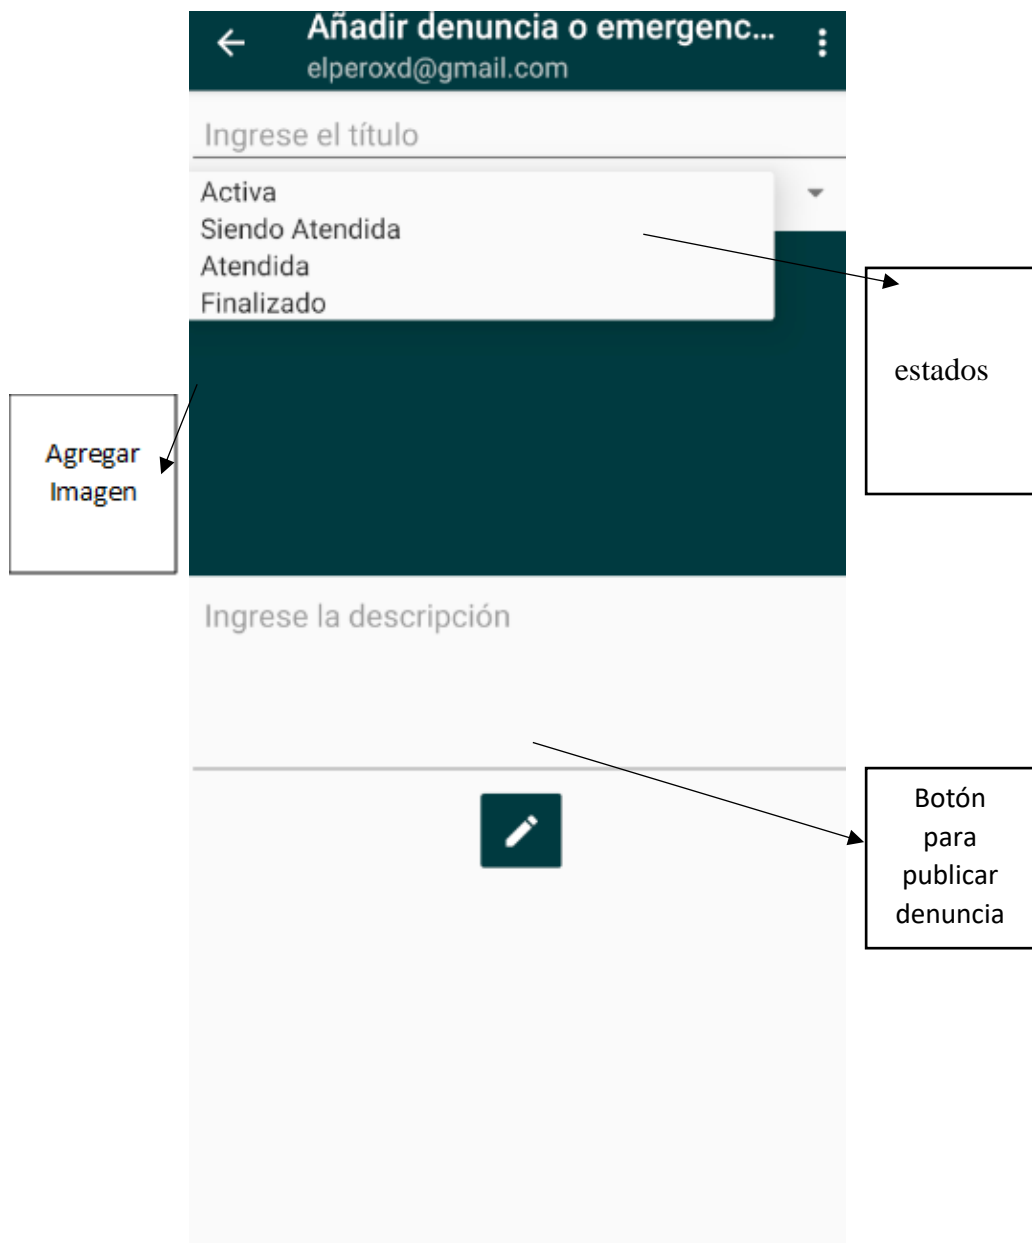 Añadir denuncia o emergenc...
elperoxd@gmail.com
Ingrese el título
Activa
Siendo Atendida
Atendida
Finalizado
estados
Agregar
Imagen
Ingrese la descripción
Botón
para
publicar
denuncia